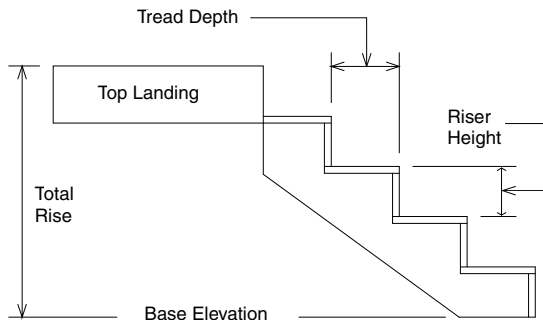 Tread Depth
Top Landing
Riser
Height
Total
Rise
Base Elevation